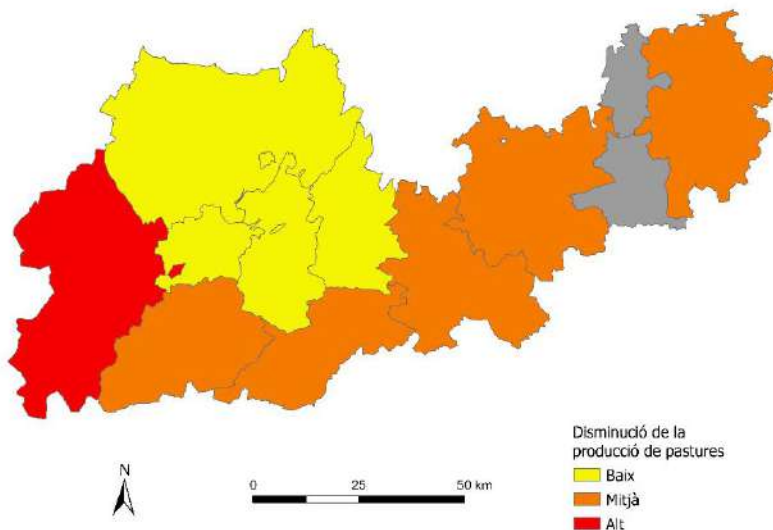 Disminució de la
producció de pastures
Baix
Mitjà
Alt
N
0 25 50 km